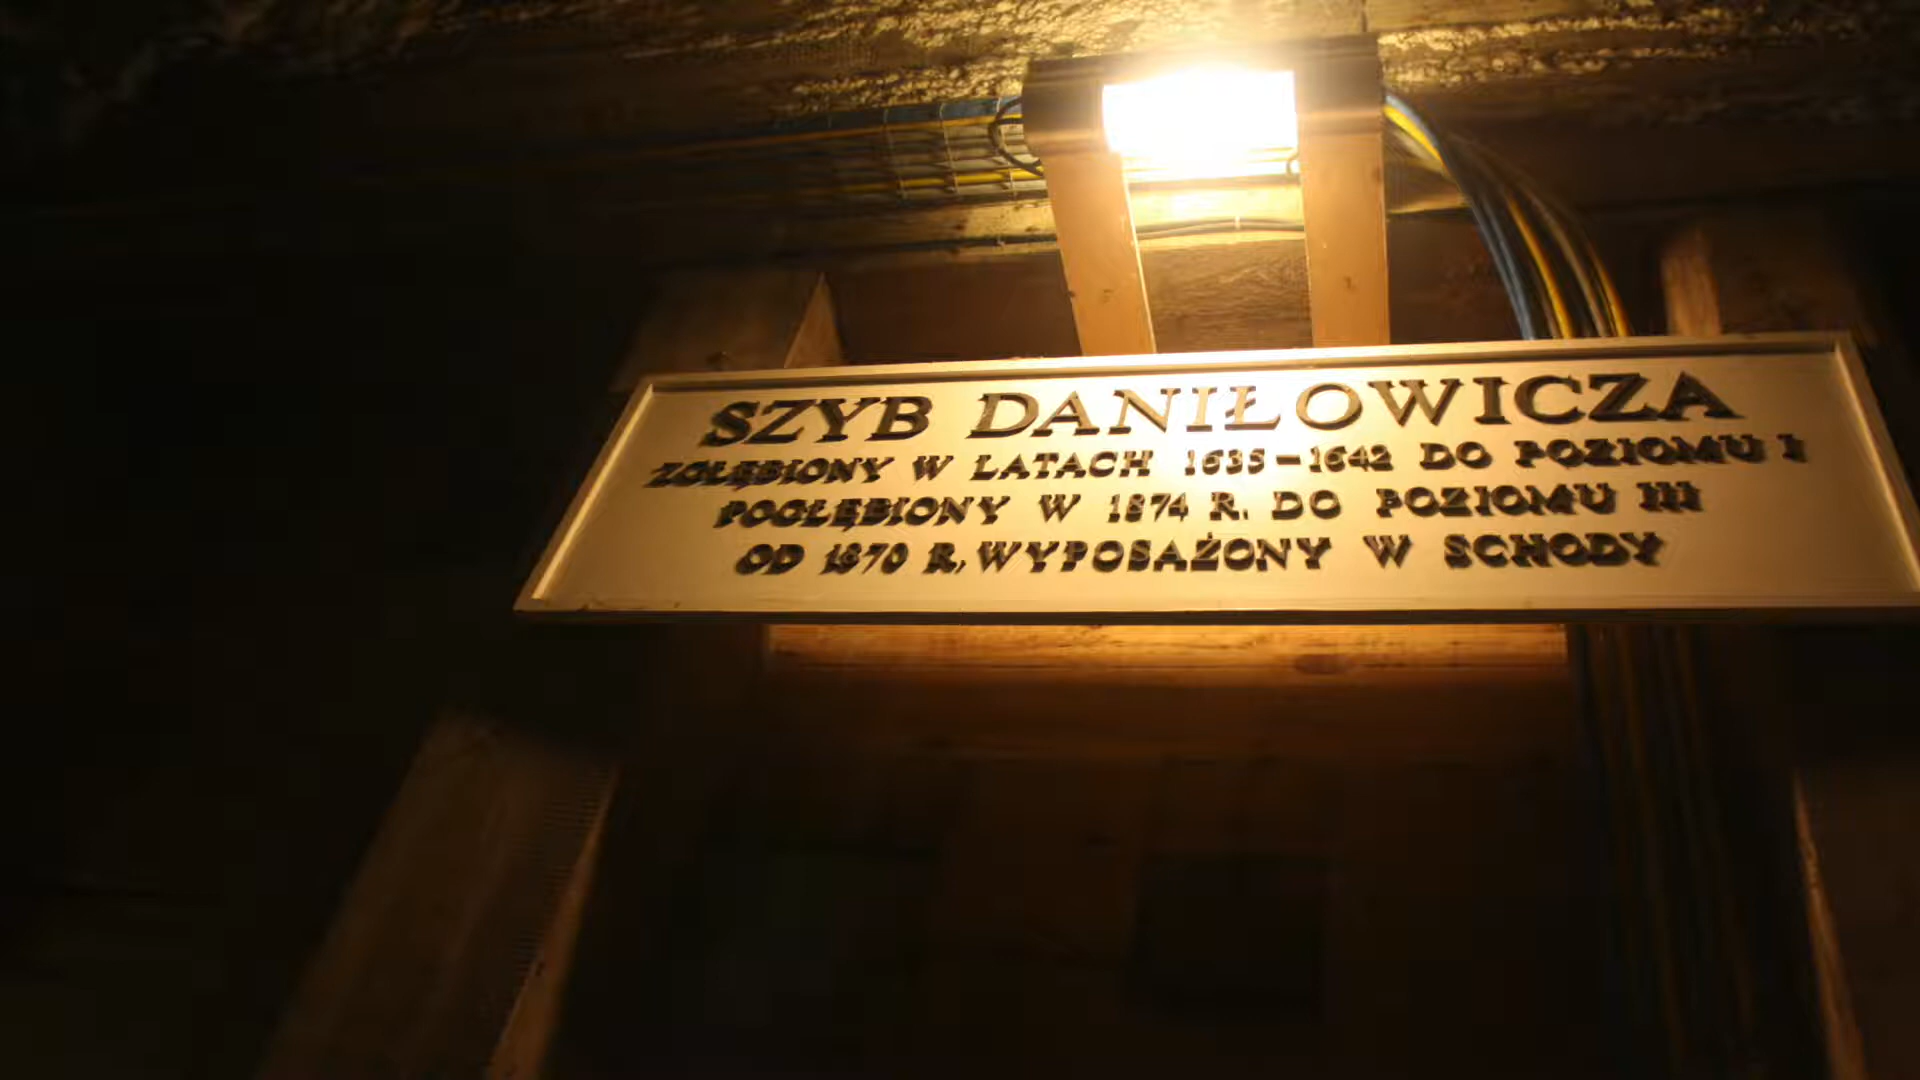 SZYB DANIŁOWICZA
ZGŁĘBIONY W LATACH 1635-1642 DO POZIOMU I
POGŁĘBIONY W 1874 R. DO POZIOMU III
OD 1870 R, WYPOSAŻONY W SCHODY